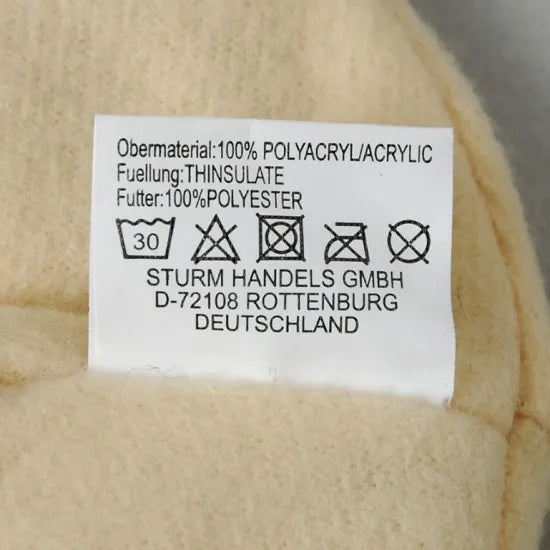 Obermaterial:100% POLYACRYL/ACRYLIC
Fuellung:THINSULATE
Futter:100%POLYESTER
30
STURM HANDELS GMBH
D-72108 ROTTENBURG
DEUTSCHLAND